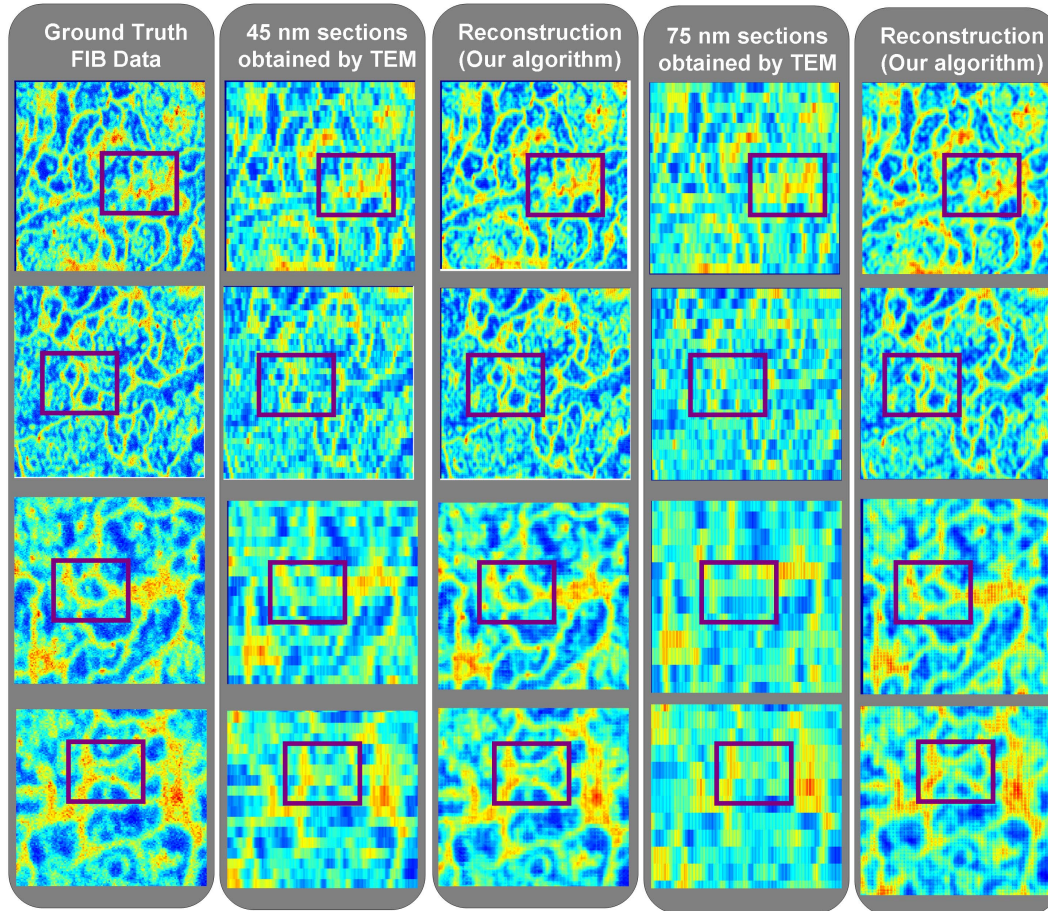 Ground Truth
FIB Data
45 nm sections
obtained by TEM
Reconstruction
(Our algorithm)
75 nm sections
obtained by TEM
Reconstruction
(Our algorithm)